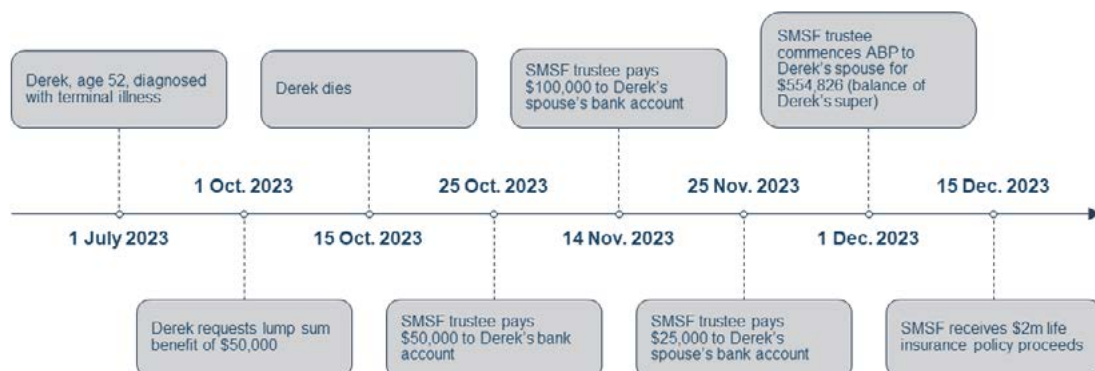 Derek, age 52, diagnosed
with terminal illness
Derek dies
SMSF trustee pays
$100,000 to Derek's
spouse's bank account
SMSF trustee
commences ABP to
Derek's spouse for
$554,826 (balance of
Derek's super)
1 Oct. 2023
25 Oct. 2023
25 Nov. 2023
15 Dec. 2023
1 July 2023
15 Oct. 2023
14 Nov. 2023
1 Dec. 2023
Derek requests lump sum
benefit of $50,000
SMSF trustee pays
$50,000 to Derek's bank
account
SMSF trustee pays
$25,000 to Derek's
spouse's bank account
SMSF receives $2m life
insurance policy proceeds